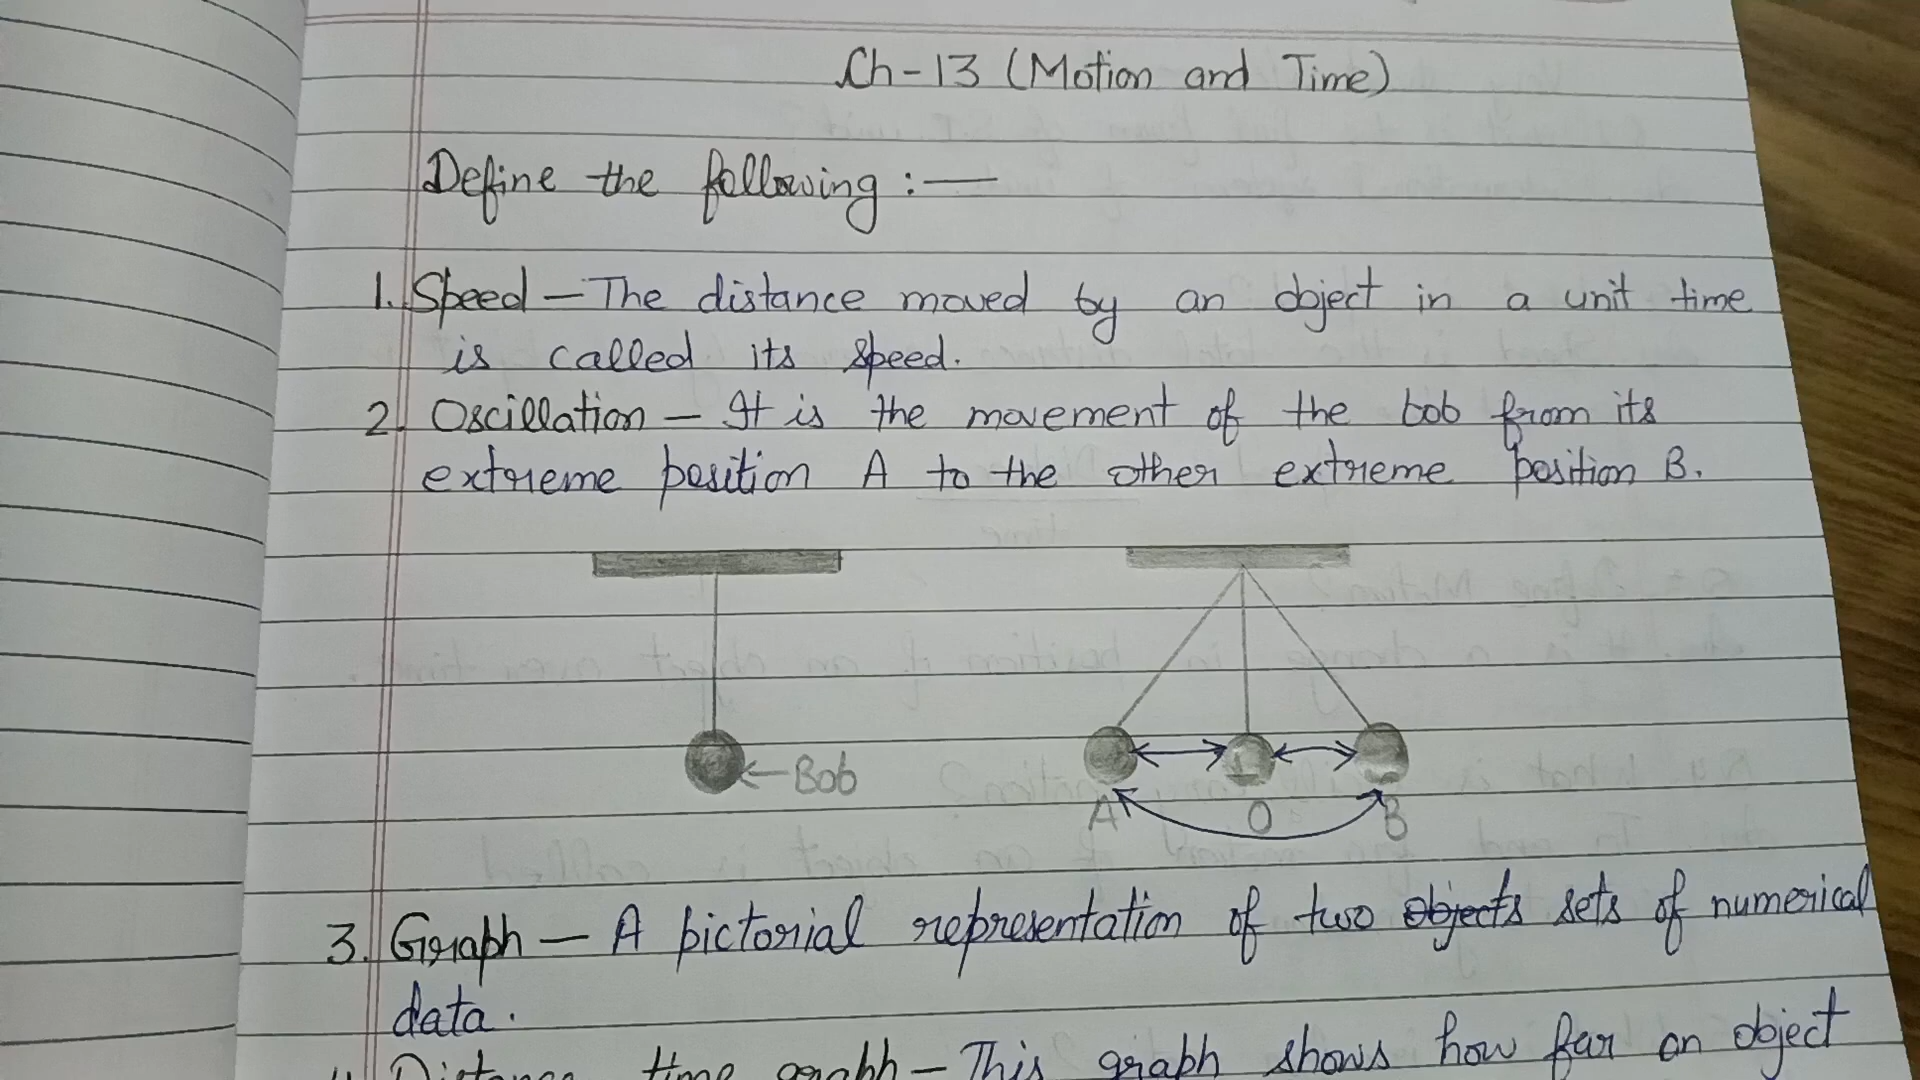 Ch-13 (Motion and Time)
Define the following :—
1. Speed — The distance moved by an object in a unit time
is called its speed.
2. Oscillation — It is the movement of the bob from its
extreme position A to the other extreme position B.
Bob
A O B
3. Graph — A pictorial representation of two objects sets of numerical
data.
4. Distance time graph — This graph shows how far an object